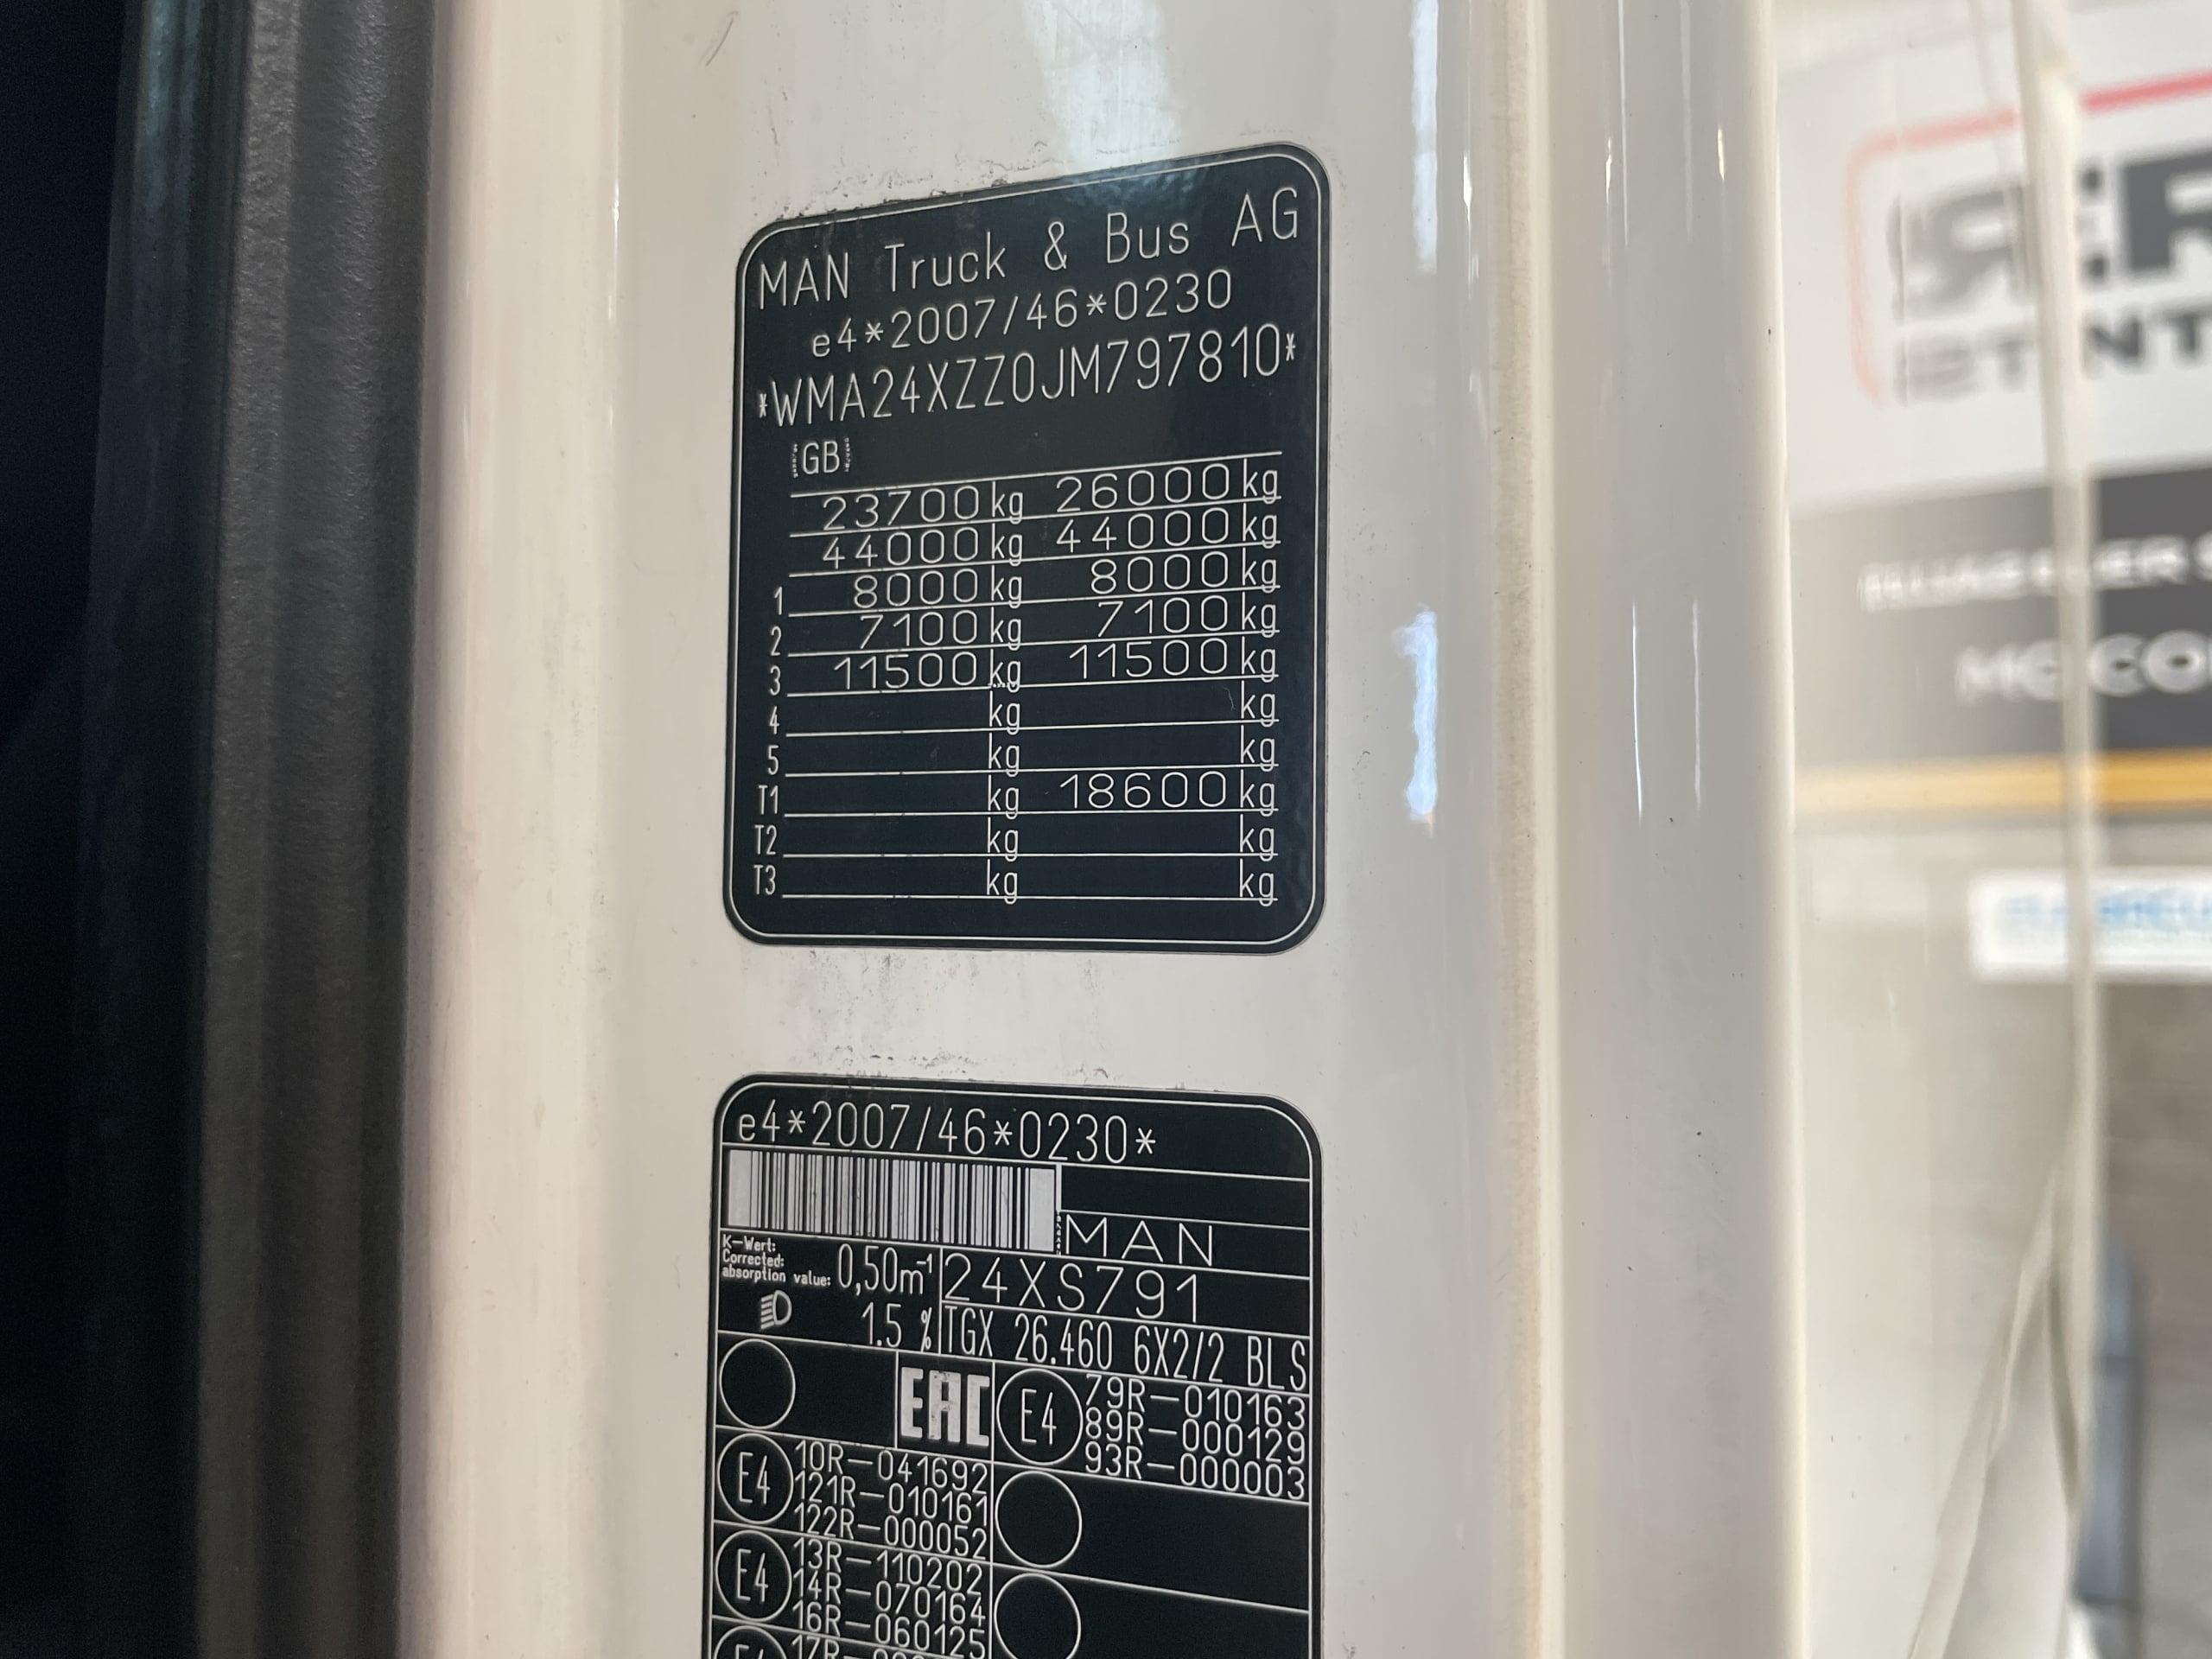 MAN Truck & Bus AG
e4*2007/46*0230
*WMA24XZZ0JM797810*
GB
23700 kg 26000 kg
44000 kg 44000 kg
1 8000 kg 8000 kg
2 7100 kg 7100 kg
3 11500 kg 11500 kg
4 kg kg
5 kg kg
T1 kg 18600 kg
T2 kg kg
T3 kg kg
e4*2007/46*0230*
MAN
K-Wert:
Corrected:
absorption value: 0,50m-1
24XS791
1.5 %
TGX 26.460 6X2/2 BLS
EAC
E4
79R-010163
89R-000129
93R-000003
E4
10R-041692
121R-010161
122R-000052
E4
13R-110202
14R-070164
16R-060125
17R